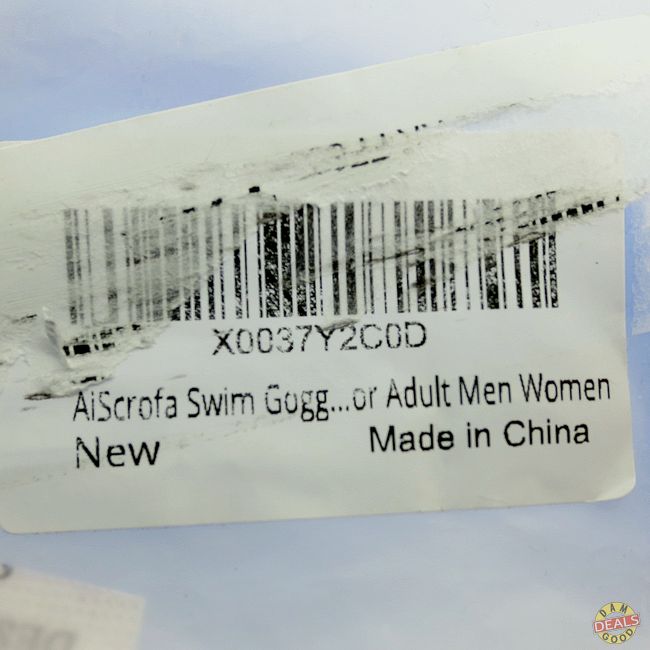 X0037Y2C0D
AiScrofa Swim Gogg...or Adult Men Women
New
Made in China
DAM
DEALS
GOOD